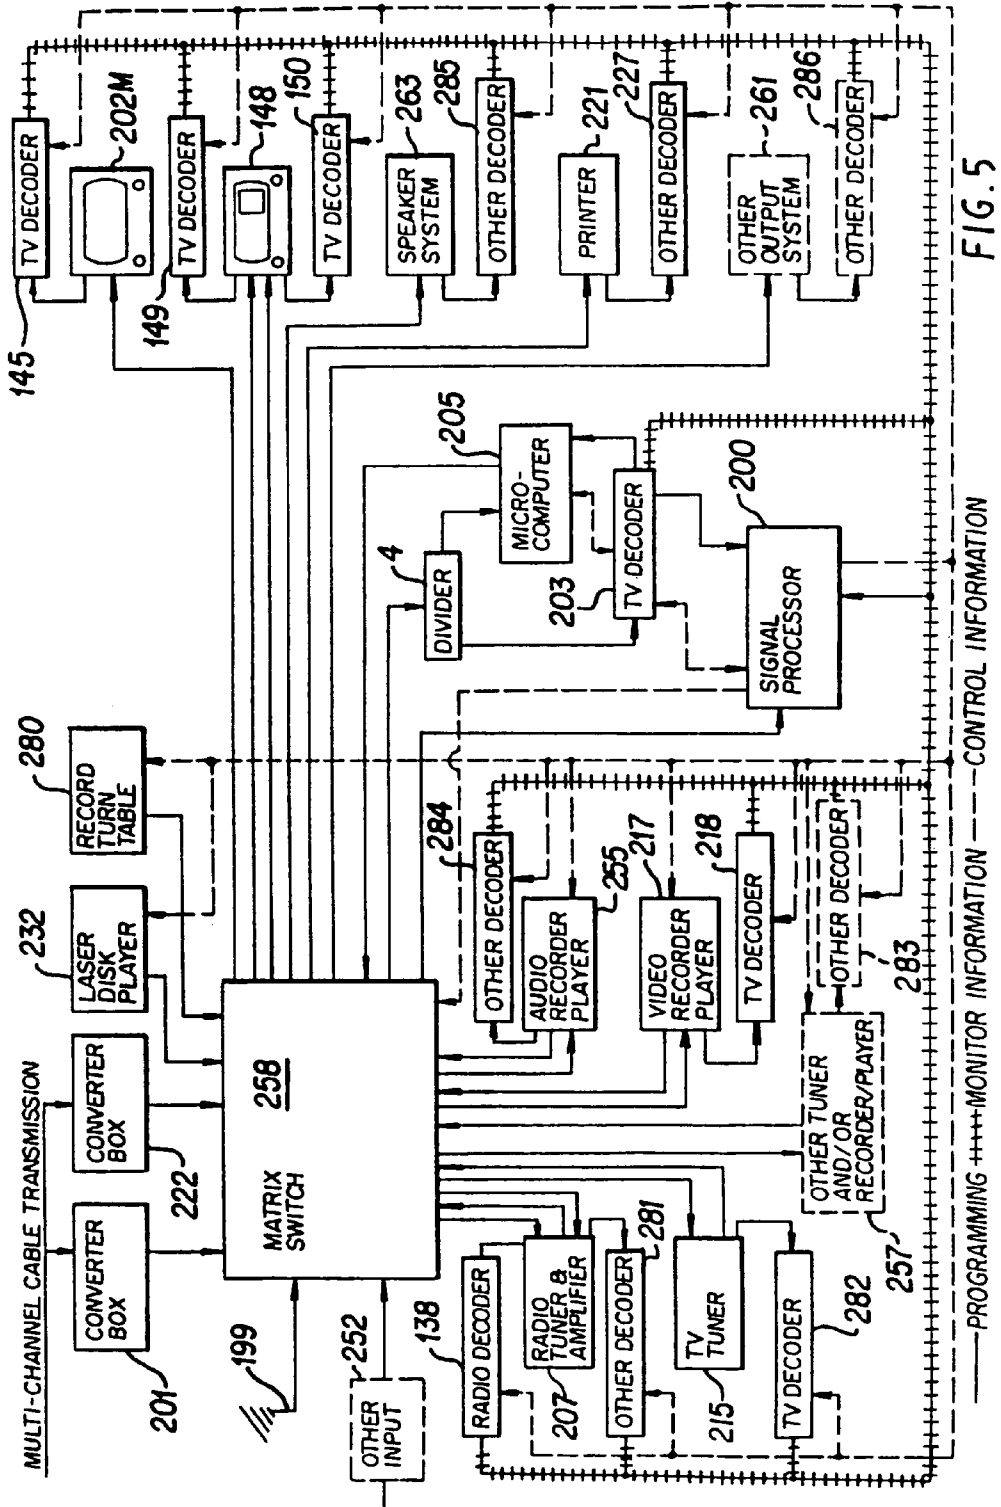 MULTI-CHANNEL CABLE TRANSMISSION
201
CONVERTER
BOX
222
CONVERTER
BOX
232
LASER
DISK
PLAYER
280
RECORD
TURN
TABLE
199
252
OTHER
INPUT
MATRIX
SWITCH
258
4
DIVIDER
205
MICRO-
COMPUTER
203
TV DECODER
200
SIGNAL
PROCESSOR
145
TV DECODER
202M
149
TV DECODER
148
150
TV DECODER
263
SPEAKER
SYSTEM
285
OTHER DECODER
221
PRINTER
227
OTHER DECODER
261
OTHER
OUTPUT
SYSTEM
286
OTHER DECODER
138
RADIO DECODER
207
RADIO
TUNER &
AMPLIFIER
281
OTHER DECODER
215
TV
TUNER
282
TV DECODER
284
OTHER DECODER
255
AUDIO
RECORDER
PLAYER
217
VIDEO
RECORDER
PLAYER
218
TV DECODER
257
OTHER TUNER
AND/OR
RECORDER/PLAYER
283
OTHER DECODER
PROGRAMMING MONITOR INFORMATION CONTROL INFORMATION
FIG. 5